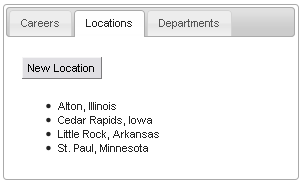 Careers Locations Departments
New Location
Alton, Illinois
Cedar Rapids, Iowa
Little Rock, Arkansas
St. Paul, Minnesota